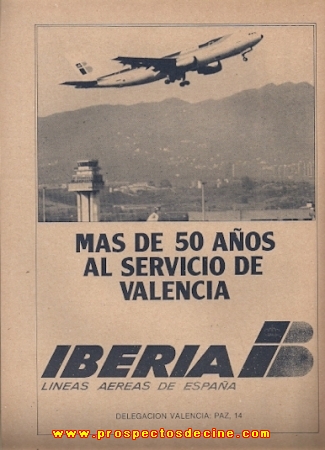 MAS DE 50 AÑOS
AL SERVICIO DE
VALENCIA
IBERIA IB
LINEAS AEREAS DE ESPAÑA
DELEGACION VALENCIA: PAZ, 14
www.prospectosdecine.com